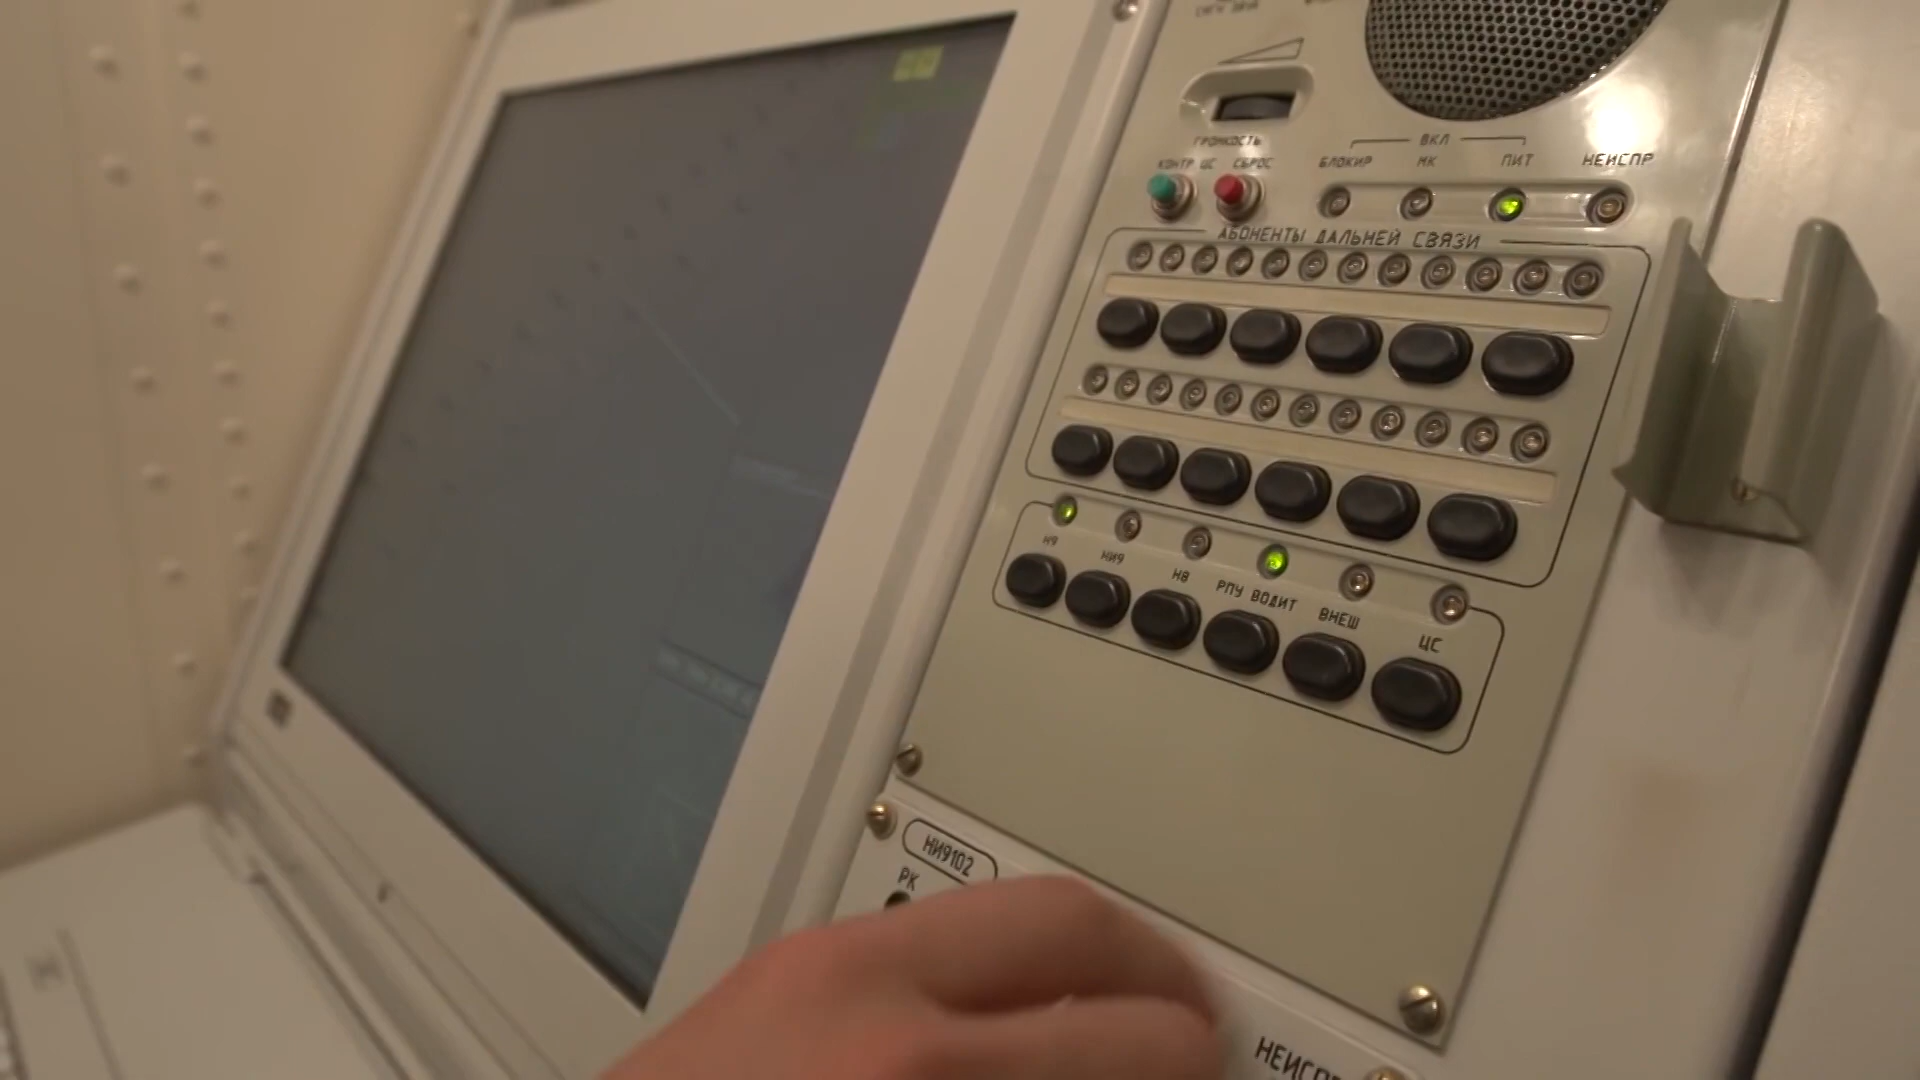 ГРОМКОСТЬ
ВКЛ
КОНТР ЦС СБРОС
БЛОКИР МК ПИТ НЕИСПР
АБОНЕНТЫ ДАЛЬНЕЙ СВЯЗИ
Н9 НИ9 Н8 РПУ ВОДИТ ВНЕШ ЦС
НИ9102
РК
НЕИСПР